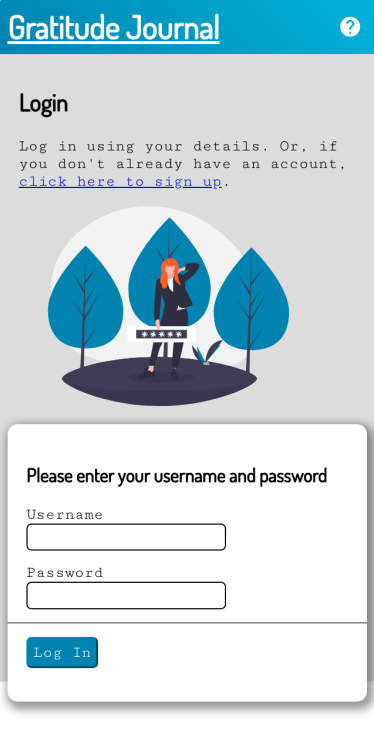 Gratitude Journal
?
Login
Log in using your details. Or, if
you don't already have an account,
click here to sign up.
*****
Please enter your username and password
Username
Password
Log In